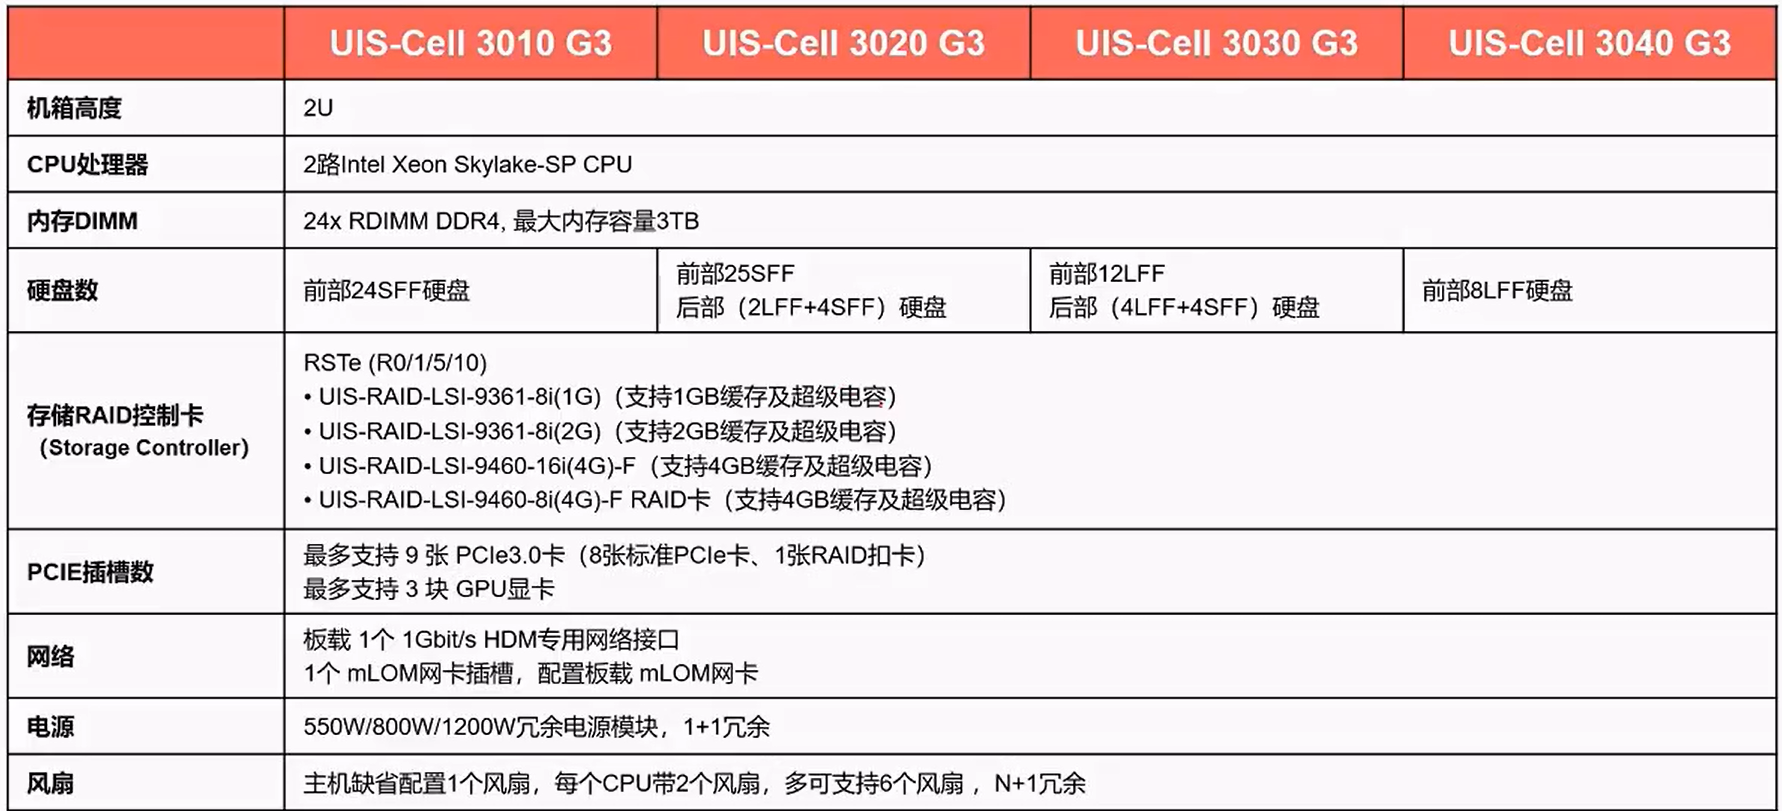 UIS-Cell 3010 G3
UIS-Cell 3020 G3
UIS-Cell 3030 G3
UIS-Cell 3040 G3
机箱高度
2U
CPU处理器
2路Intel Xeon Skylake-SP CPU
内存DIMM
24x RDIMM DDR4, 最大内存容量3TB
硬盘数
前部24SFF硬盘
前部25SFF
后部（2LFF+4SFF）硬盘
前部12LFF
后部（4LFF+4SFF）硬盘
前部8LFF硬盘
存储RAID控制卡
（Storage Controller）
RSTe (R0/1/5/10)
• UIS-RAID-LSI-9361-8i(1G)（支持1GB缓存及超级电容）
• UIS-RAID-LSI-9361-8i(2G)（支持2GB缓存及超级电容）
• UIS-RAID-LSI-9460-16i(4G)-F（支持4GB缓存及超级电容）
• UIS-RAID-LSI-9460-8i(4G)-F RAID卡（支持4GB缓存及超级电容）
PCIE插槽数
最多支持 9 张 PCIe3.0卡（8张标准PCIe卡、1张RAID扣卡）
最多支持 3 块 GPU显卡
网络
板载 1个 1Gbit/s HDM专用网络接口
1个 mLOM网卡插槽，配置板载 mLOM网卡
电源
550W/800W/1200W冗余电源模块，1+1冗余
风扇
主机缺省配置1个风扇，每个CPU带2个风扇，多可支持6个风扇 ，N+1冗余